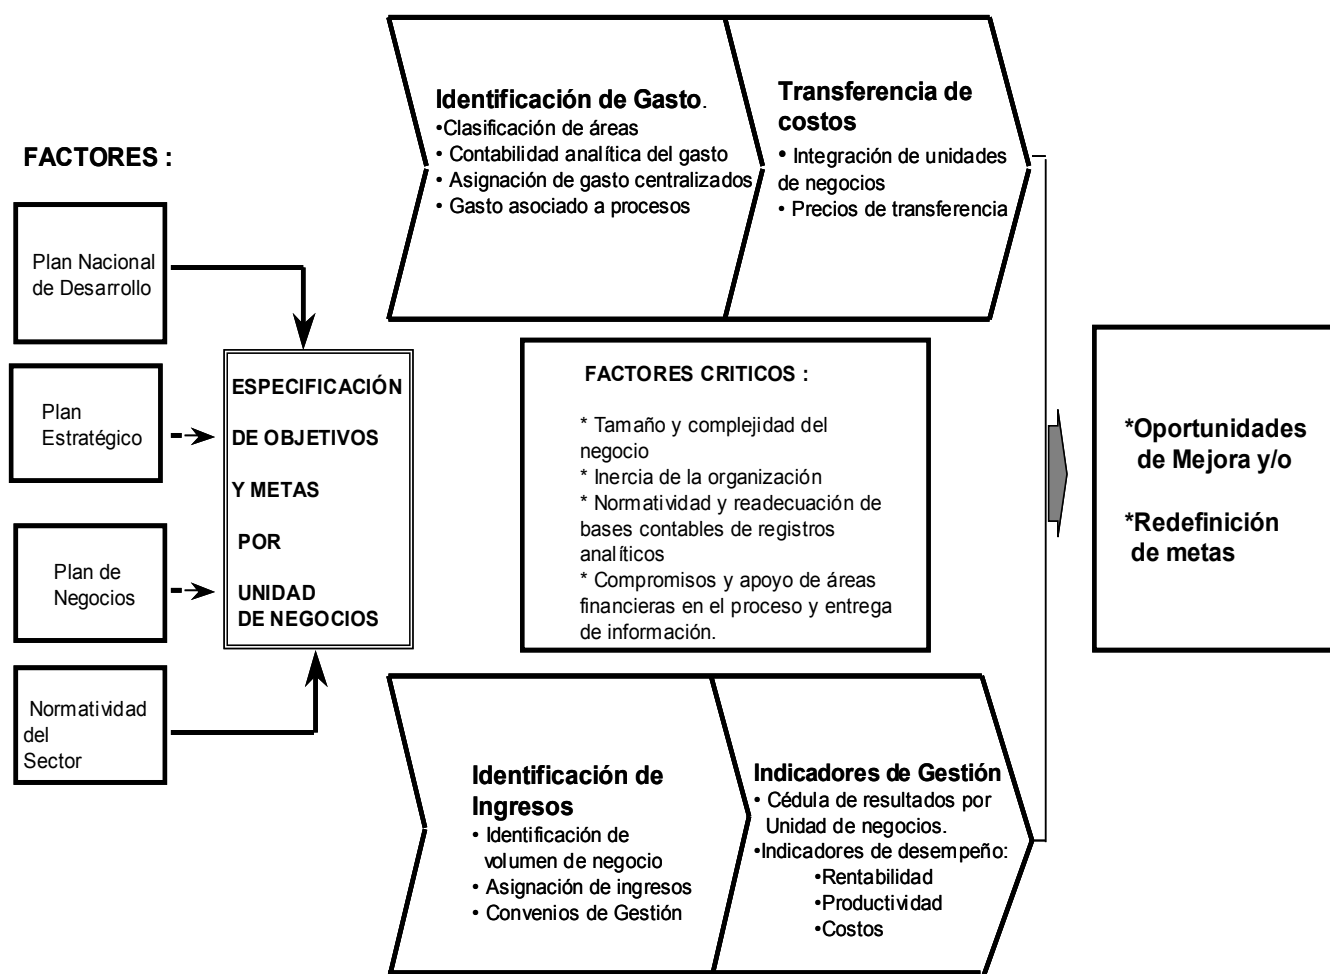 FACTORES :
Plan Nacional
de Desarrollo
Plan
Estratégico
Plan de
Negocios
Normatividad
del
Sector
ESPECIFICACIÓN
DE OBJETIVOS
Y METAS
POR
UNIDAD
DE NEGOCIOS
Identificación de Gasto.
•Clasificación de áreas
• Contabilidad analítica del gasto
• Asignación de gasto centralizados
• Gasto asociado a procesos
Transferencia de
costos
• Integración de unidades
de negocios
• Precios de transferencia
FACTORES CRITICOS :
* Tamaño y complejidad del
negocio
* Inercia de la organización
* Normatividad y readecuación de
bases contables de registros
analíticos
* Compromisos y apoyo de áreas
financieras en el proceso y entrega
de información.
Identificación de
Ingresos
• Identificación de
volumen de negocio
• Asignación de ingresos
• Convenios de Gestión
Indicadores de Gestión
• Cédula de resultados por
Unidad de negocios.
•Indicadores de desempeño:
•Rentabilidad
•Productividad
•Costos
*Oportunidades
de Mejora y/o
*Redefinición
de metas